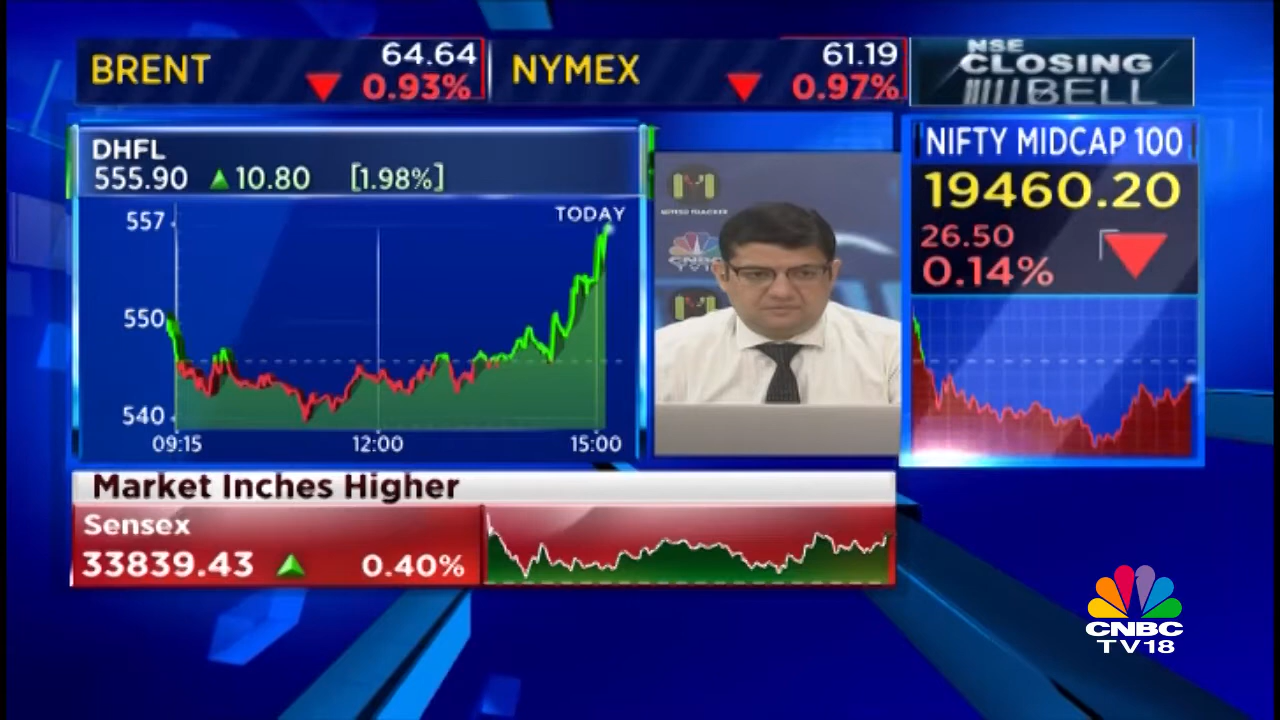 BRENT
64.64
▼ 0.93%
NYMEX
61.19
▼ 0.97%
NSE
CLOSING
BELL
DHFL
555.90 ▲ 10.80 [1.98%]
TODAY
557
550
540
09:15 12:00 15:00
CNBC
TV18
NIFTY MIDCAP 100
19460.20
26.50
0.14% ▼
Market Inches Higher
Sensex
33839.43 ▲ 0.40%
CNBC
TV18